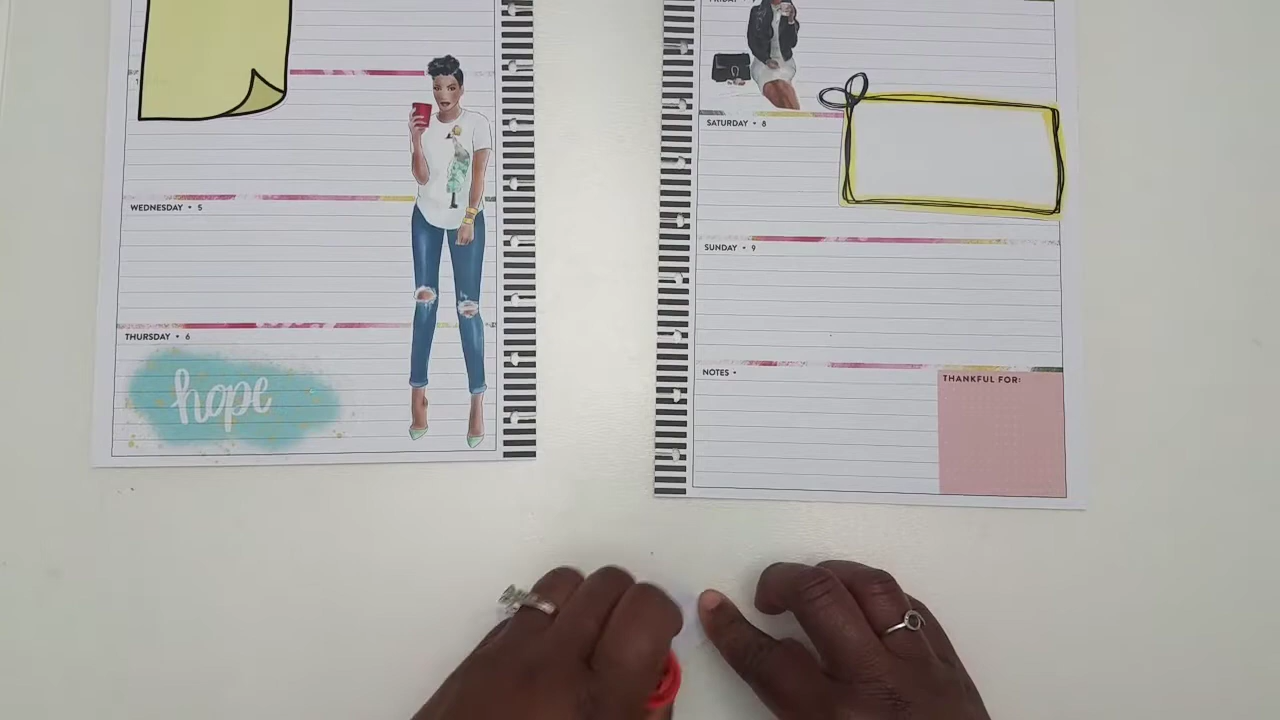 WEDNESDAY • 5
THURSDAY • 6
hope
SATURDAY • 8
SUNDAY • 9
NOTES •
THANKFUL FOR: